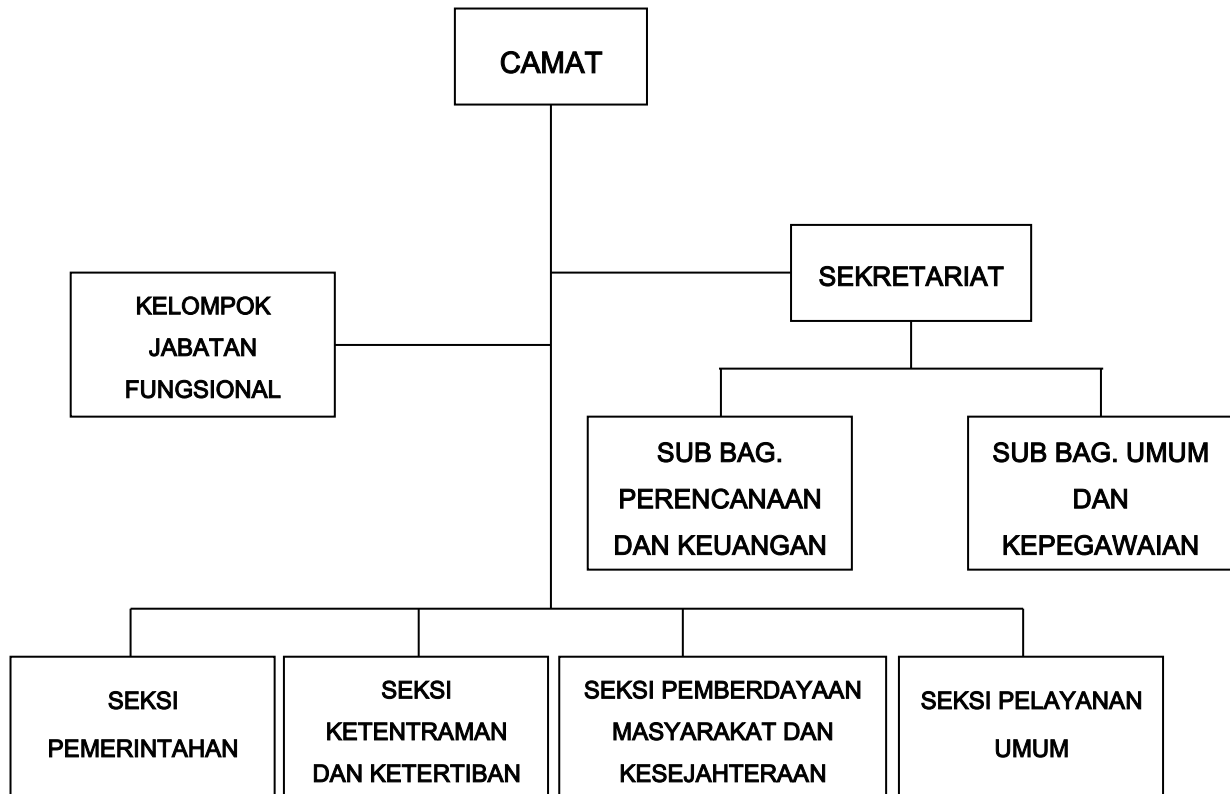 CAMAT
SEKRETARIAT
KELOMPOK
JABATAN
FUNGSIONAL
SUB BAG.
PERENCANAAN
DAN KEUANGAN
SUB BAG. UMUM
DAN
KEPEGAWAIAN
SEKSI
PEMERINTAHAN
SEKSI
KETENTRAMAN
DAN KETERTIBAN
SEKSI PEMBERDAYAAN
MASYARAKAT DAN
KESEJAHTERAAN
SEKSI PELAYANAN
UMUM